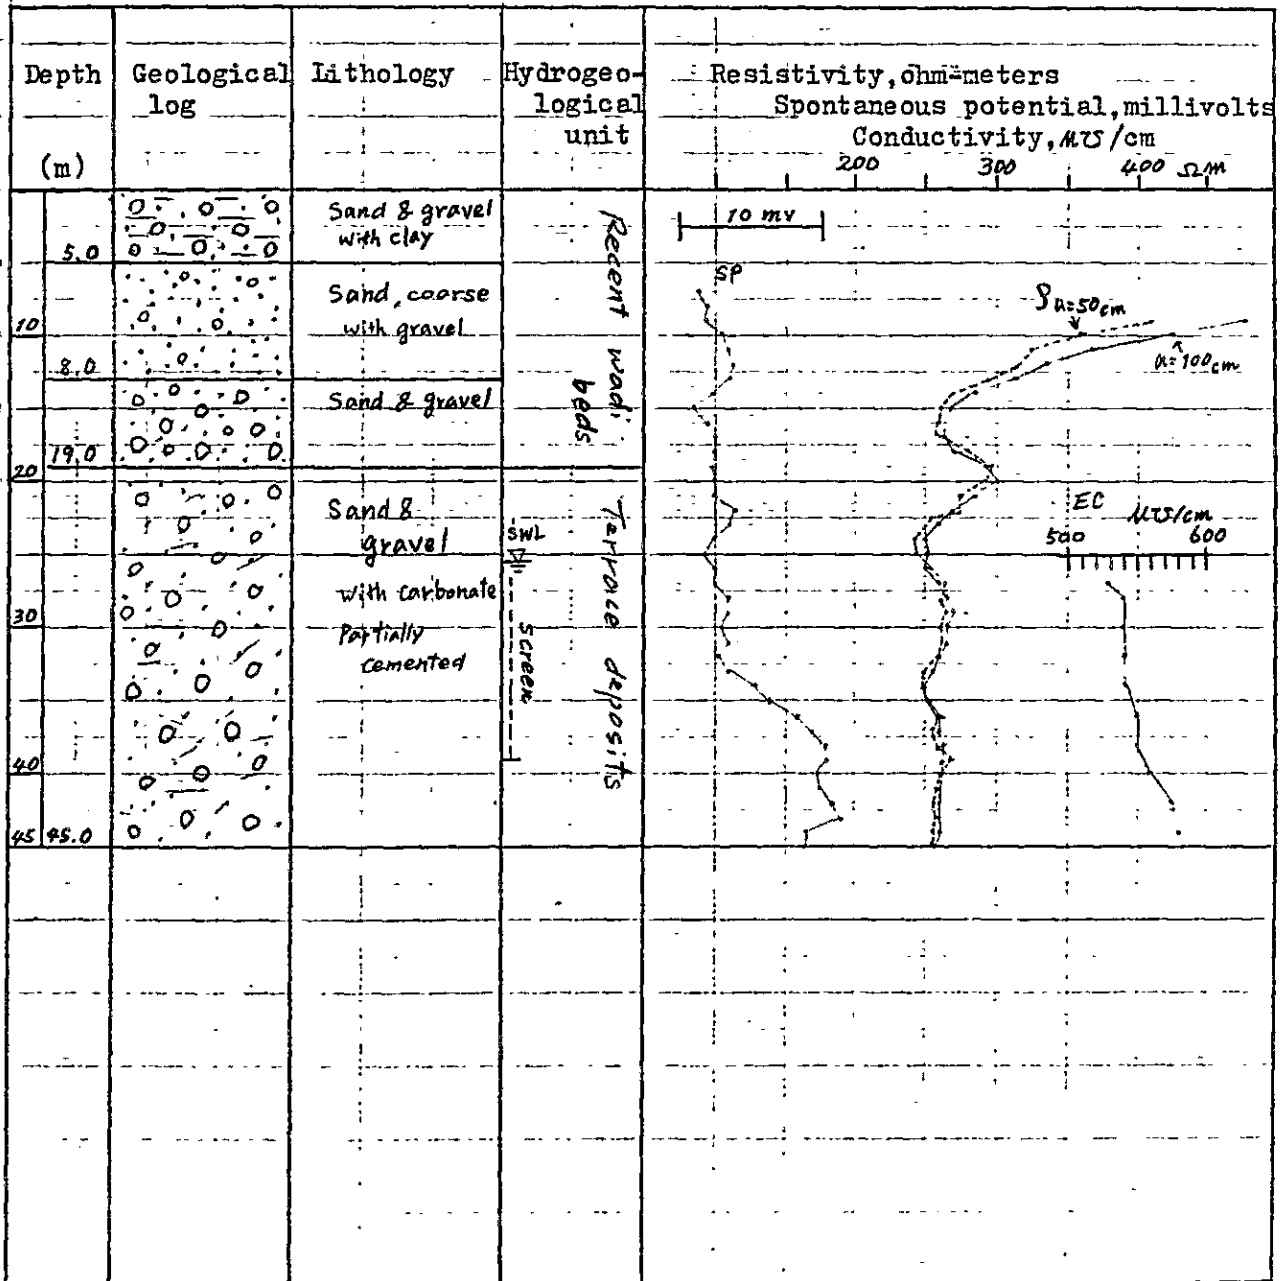 Depth
(m)
Geological
log
Lithology
Hydrogeo-
logical
unit
Resistivity, ohm-meters
Spontaneous potential, millivolts
Conductivity, μ℧/cm
200 300 400 Ωm
5.0
10
8.0
19.0
20
30
40
45 45.0
Sand & gravel
with clay
Sand, coarse
with gravel
Sand & gravel
Sand &
gravel
with carbonate
Partially
cemented
SWL
Screen
Recent wadi
beds
Terrace deposits
10 mv
SP
ρ a=50cm
a=100cm
EC μ℧/cm
500 600